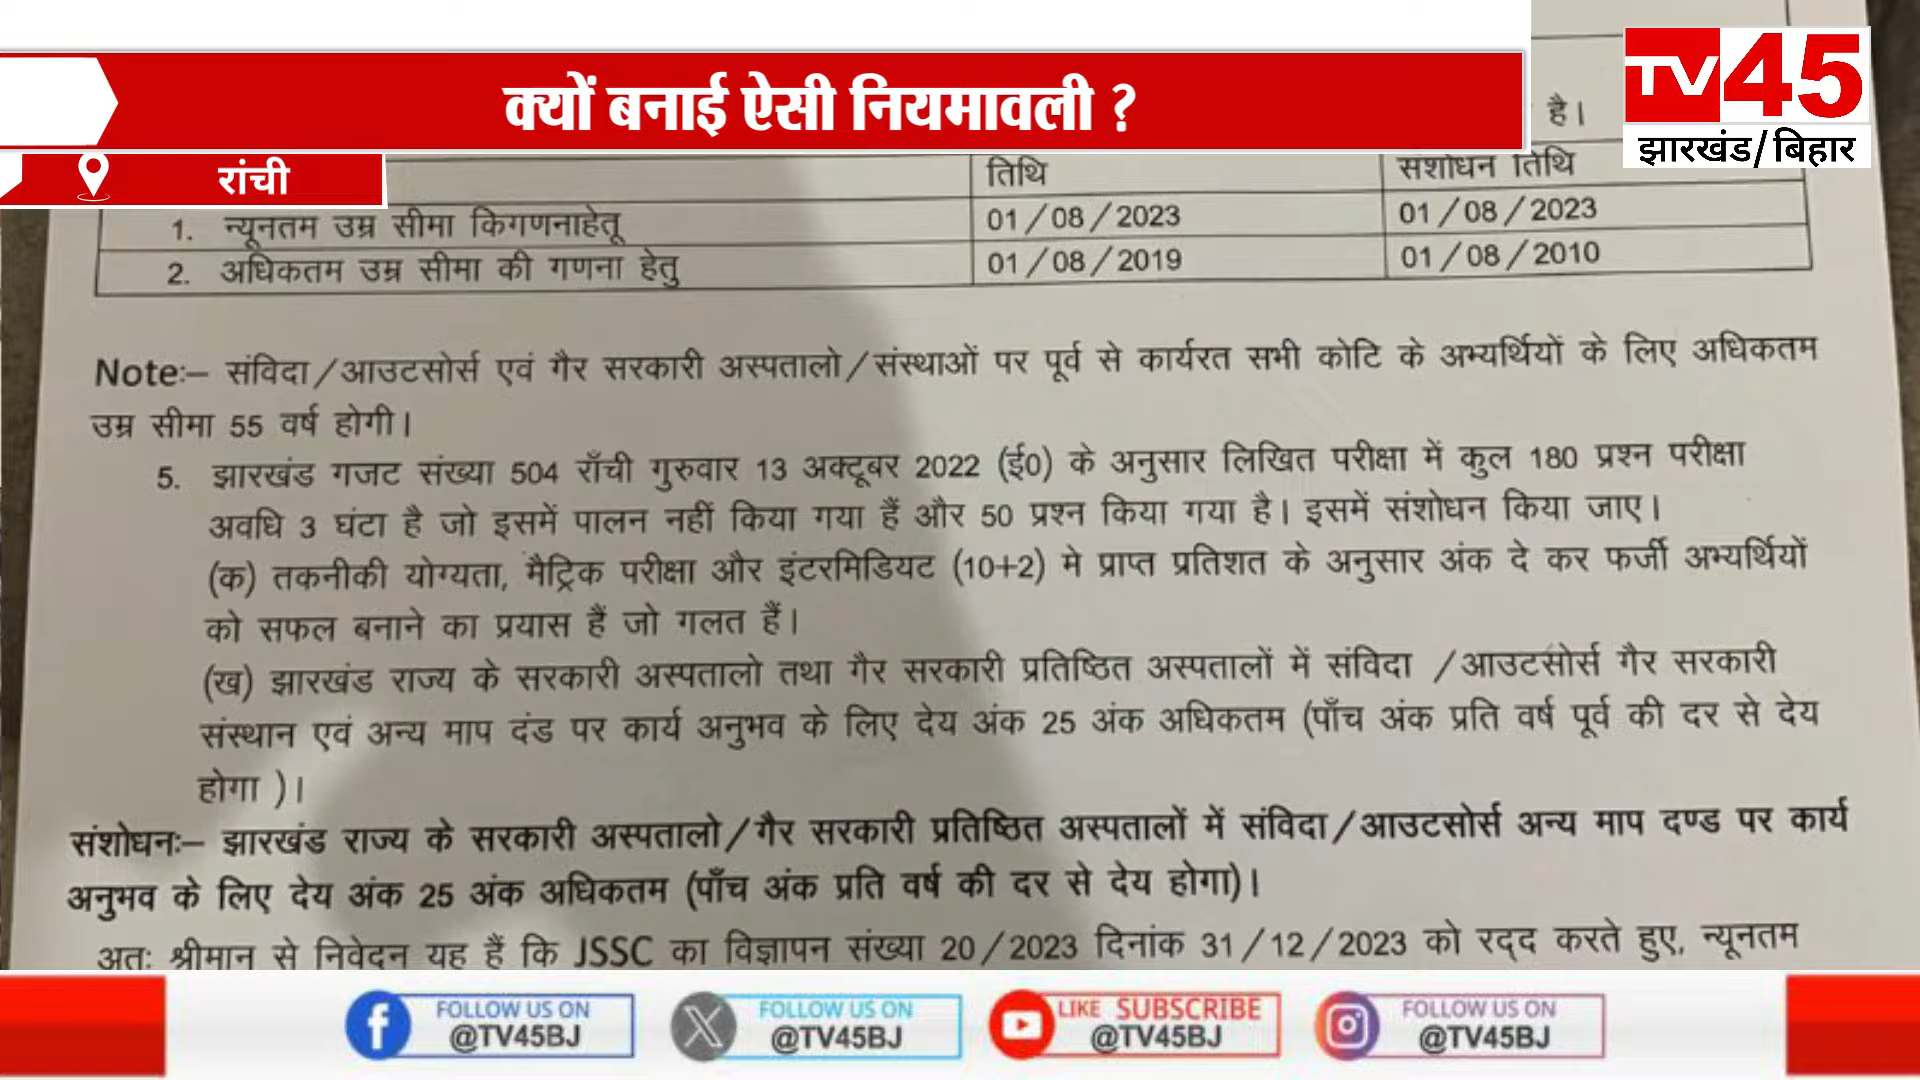 क्यों बनाई ऐसी नियमावली ?
TV45
झारखंड/बिहार
रांची
है।
तिथि संशोधन तिथि
1. न्यूनतम उम्र सीमा किगणनाहेतू 01/08/2023 01/08/2023
2. अधिकतम उम्र सीमा की गणना हेतु 01/08/2019 01/08/2010
Note:– संविदा/आउटसोर्स एवं गैर सरकारी अस्पतालो/संस्थाओं पर पूर्व से कार्यरत सभी कोटि के अभ्यर्थियों के लिए अधिकतम
उम्र सीमा 55 वर्ष होगी।
5. झारखंड गजट संख्या 504 राँची गुरुवार 13 अक्टूबर 2022 (ई0) के अनुसार लिखित परीक्षा में कुल 180 प्रश्न परीक्षा
अवधि 3 घंटा है जो इसमें पालन नहीं किया गया हैं और 50 प्रश्न किया गया है। इसमें संशोधन किया जाए।
(क) तकनीकी योग्यता, मैट्रिक परीक्षा और इंटरमिडियट (10+2) मे प्राप्त प्रतिशत के अनुसार अंक दे कर फर्जी अभ्यर्थियों
को सफल बनाने का प्रयास हैं जो गलत हैं।
(ख) झारखंड राज्य के सरकारी अस्पतालो तथा गैर सरकारी प्रतिष्ठित अस्पतालों में संविदा /आउटसोर्स गैर सरकारी
संस्थान एवं अन्य माप दंड पर कार्य अनुभव के लिए देय अंक 25 अंक अधिकतम (पाँच अंक प्रति वर्ष पूर्व की दर से देय
होगा )।
संशोधनः– झारखंड राज्य के सरकारी अस्पतालो/गैर सरकारी प्रतिष्ठित अस्पतालों में संविदा/आउटसोर्स अन्य माप दण्ड पर कार्य
अनुभव के लिए देय अंक 25 अंक अधिकतम (पाँच अंक प्रति वर्ष की दर से देय होगा)।
अतः श्रीमान से निवेदन यह हैं कि JSSC का विज्ञापन संख्या 20/2023 दिनांक 31/12/2023 को रद्द करते हुए, न्यूनतम
FOLLOW US ON
@TV45BJ
FOLLOW US ON
@TV45BJ
LIKE SUBSCRIBE
@TV45BJ
FOLLOW US ON
@TV45BJ